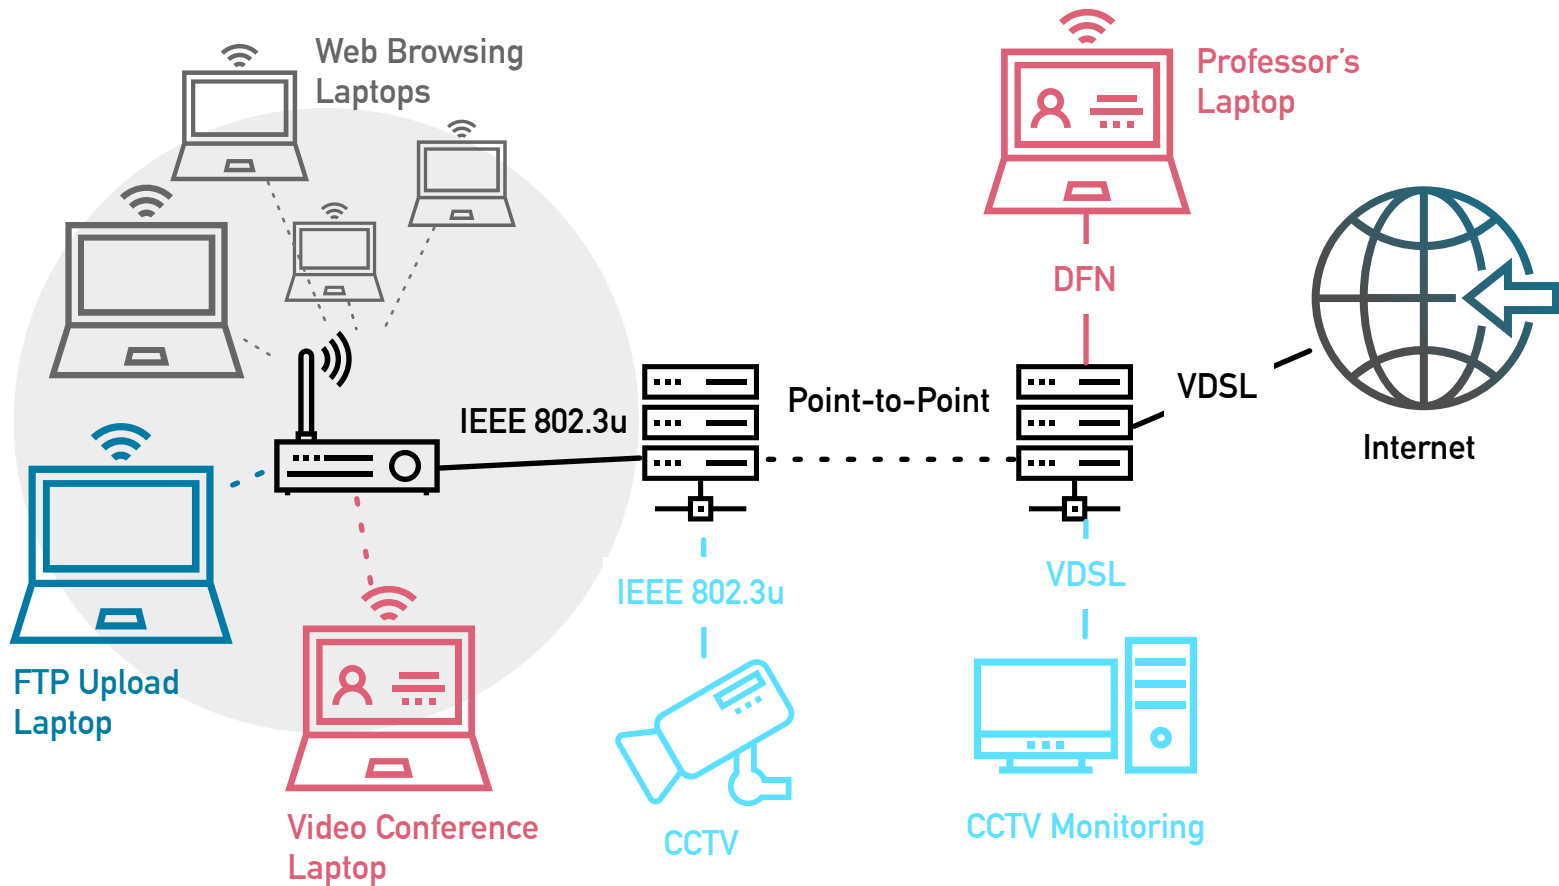 Web Browsing
Laptops
Professor's
Laptop
DFN
VDSL
Point-to-Point
IEEE 802.3u
Internet
IEEE 802.3u
VDSL
FTP Upload
Laptop
Video Conference
Laptop
CCTV
CCTV Monitoring